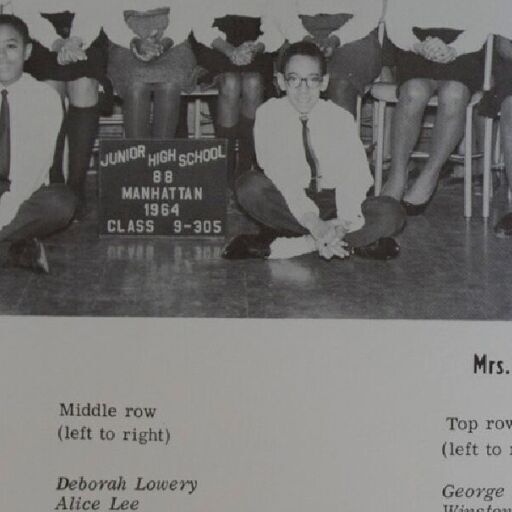 JUNIOR HIGH SCHOOL
88
MANHATTAN
1964
CLASS 9-305
Mrs.
Middle row
(left to right)
Deborah Lowery
Alice Lee
Top row
(left to
George
Winston